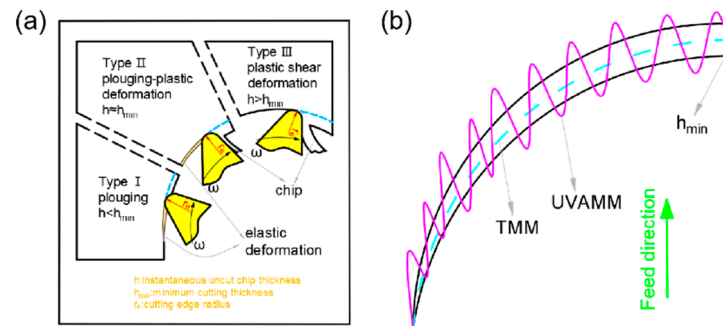 (a)
Type Ⅱ
plouging-plastic
deformation
h≈hmin
Type Ⅲ
plastic shear
deformation
h>hmin
Type Ⅰ
plouging
h<hmin
ω
ω
ω
chip
elastic
deformation
h:instantaneous uncut chip thickness
hmin:minimum cutting thickness
re:cutting edge radius
(b)
hmin
UVAMM
TMM
Feed direction